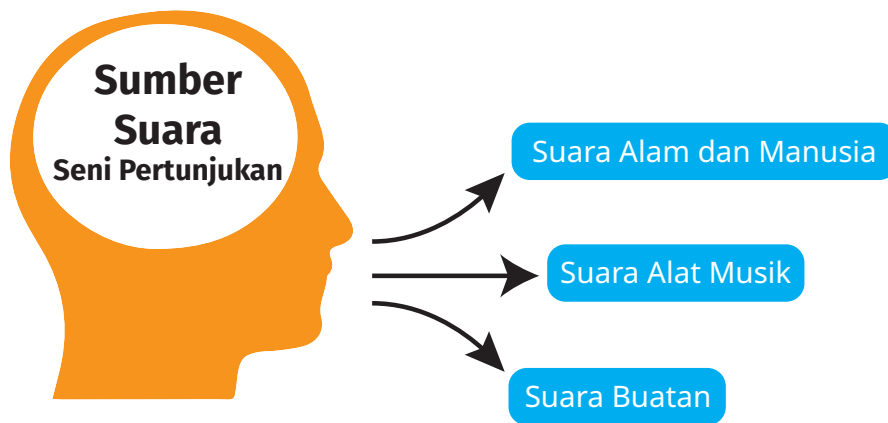 Sumber
Suara
Seni Pertunjukan
Suara Alam dan Manusia
Suara Alat Musik
Suara Buatan